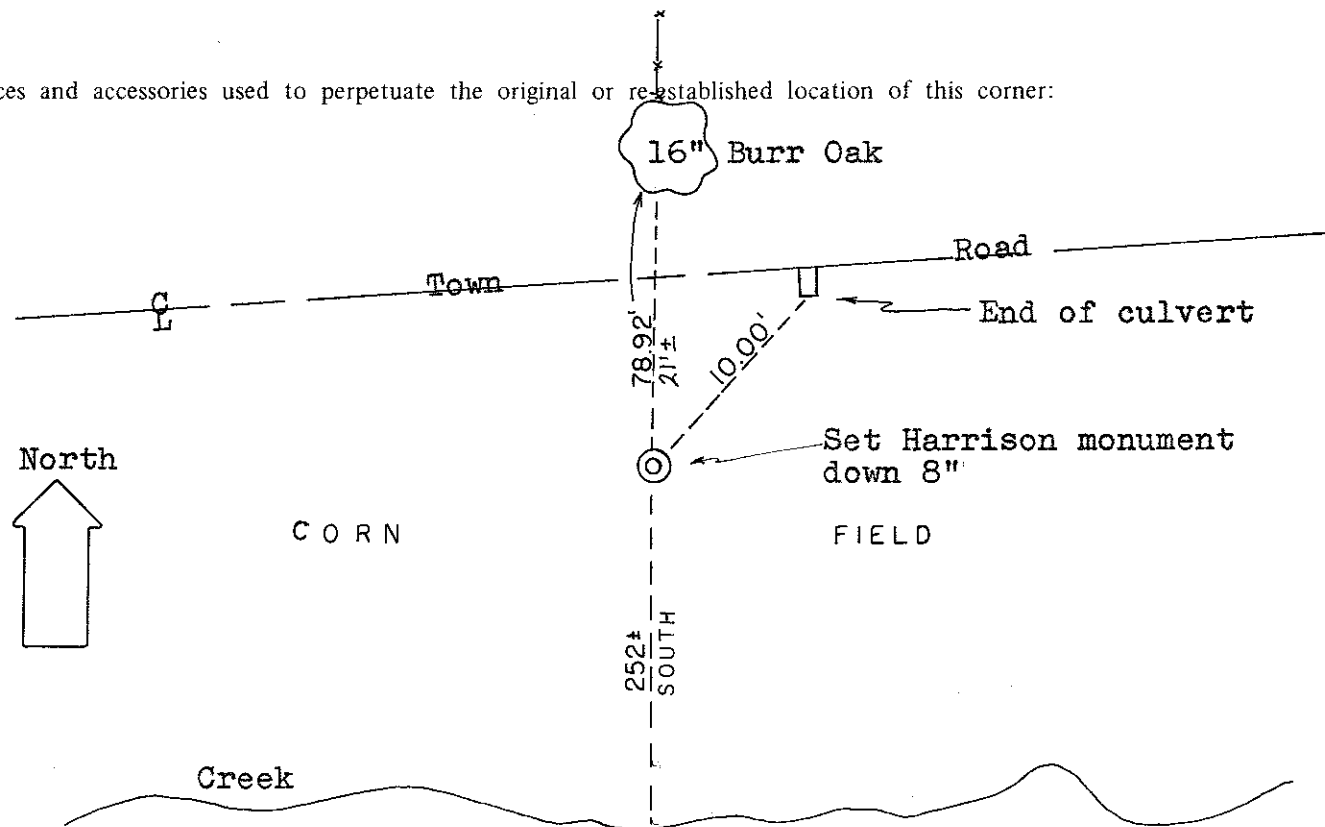 ces and accessories used to perpetuate the original or re-established location of this corner:
16" Burr Oak
Town Road
CL
End of culvert
78.92'
21'±
10.00'
Set Harrison monument
down 8"
North
CORN FIELD
252±
SOUTH
Creek